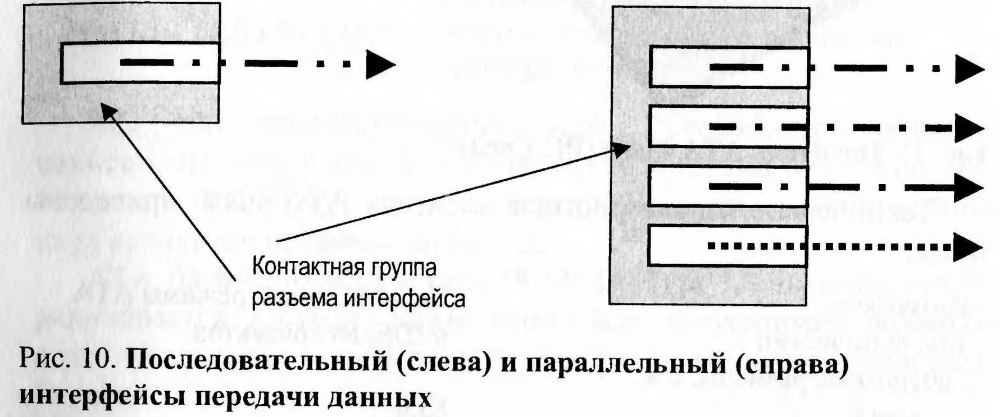 Контактная группа
разъема интерфейса
Рис. 10. Последовательный (слева) и параллельный (справа)
интерфейсы передачи данных